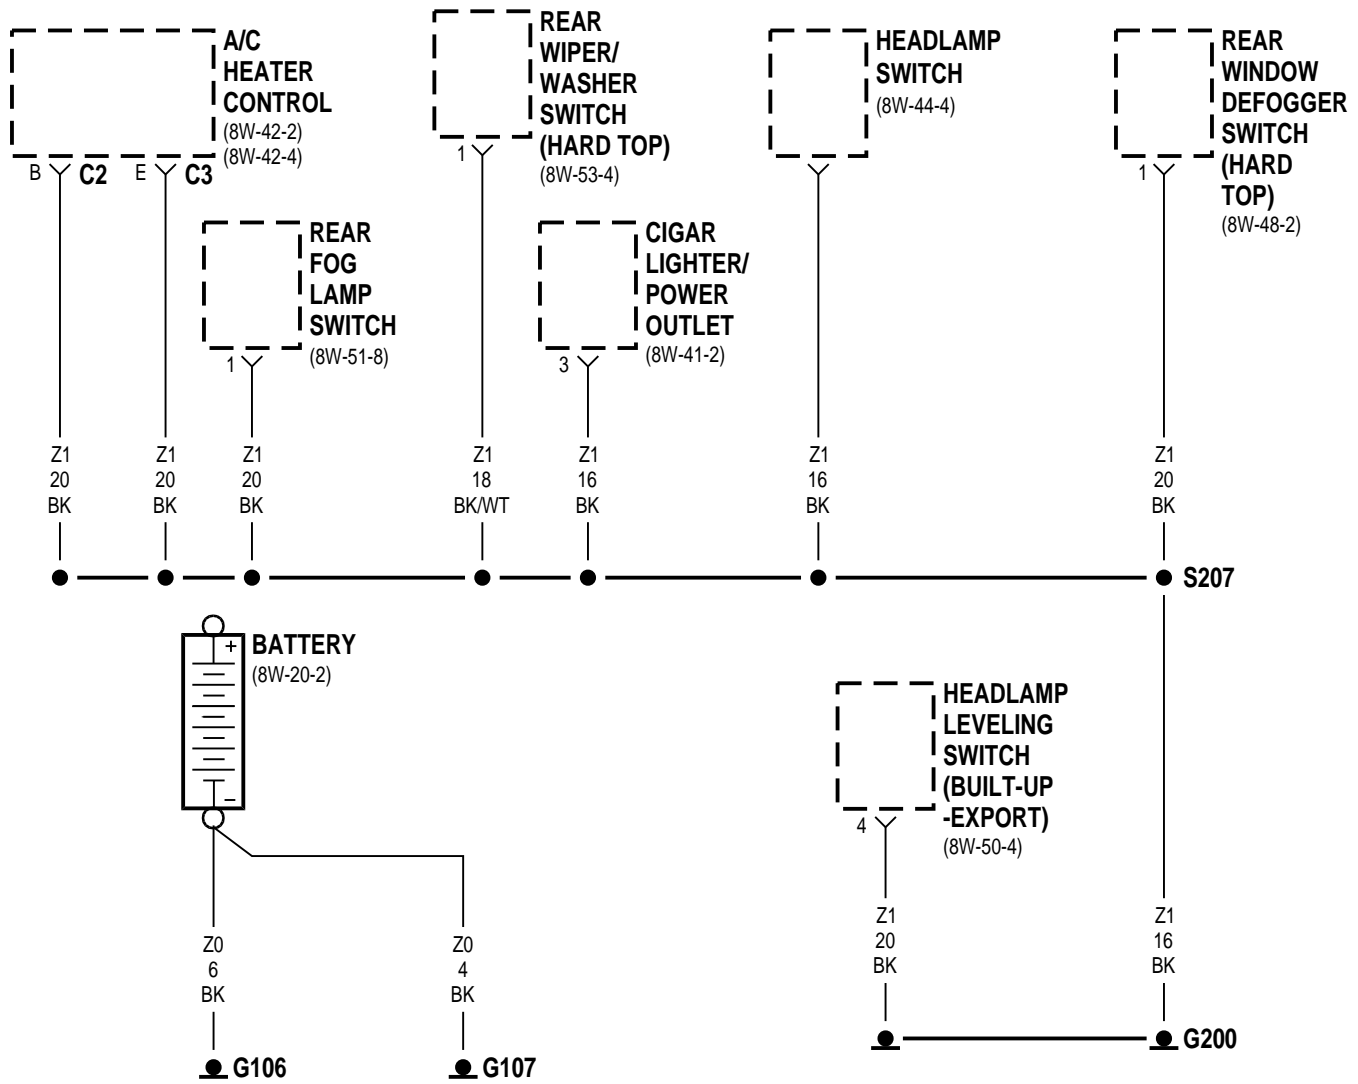 A/C
HEATER
CONTROL
(8W-42-2)
(8W-42-4)
B
C2
E
C3
REAR
WIPER/
WASHER
SWITCH
(HARD TOP)
(8W-53-4)
1
HEADLAMP
SWITCH
(8W-44-4)
REAR
WINDOW
DEFOGGER
SWITCH
(HARD
TOP)
(8W-48-2)
1
REAR
FOG
LAMP
SWITCH
(8W-51-8)
1
CIGAR
LIGHTER/
POWER
OUTLET
(8W-41-2)
3
Z1
20
BK
Z1
20
BK
Z1
20
BK
Z1
18
BK/WT
Z1
16
BK
Z1
16
BK
Z1
20
BK
S207
+
BATTERY
(8W-20-2)
–
HEADLAMP
LEVELING
SWITCH
(BUILT-UP
-EXPORT)
(8W-50-4)
4
Z0
6
BK
Z0
4
BK
Z1
20
BK
Z1
16
BK
G106
G107
G200